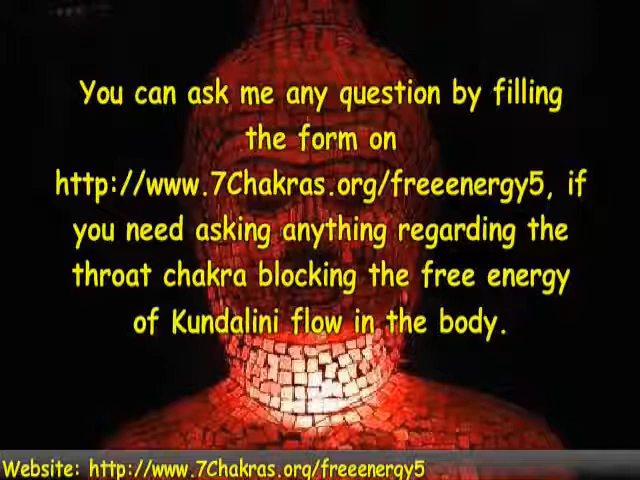 You can ask me any question by filling
the form on
http://www.7Chakras.org/freeenergy5, if
you need asking anything regarding the
throat chakra blocking the free energy
of Kundalini flow in the body.
Website: http://www.7Chakras.org/freeenergy5